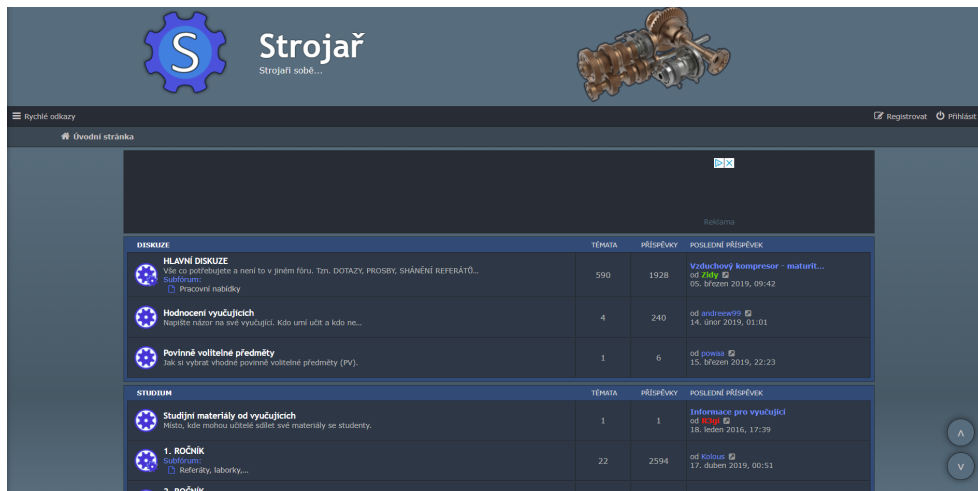 S
Strojař
Strojaři sobě...
Rychlé odkazy
Registrovat
Přihlásit
Úvodní stránka
Reklama
DISKUZE TÉMATA PŘÍSPĚVKY POSLEDNÍ PŘÍSPĚVEK
HLAVNÍ DISKUZE
Vše co potřebujete a není to v jiném fóru. Tzn. DOTAZY, PROSBY, SHÁNĚNÍ REFERÁTŮ...
Subfórum:
Pracovní nabídky
590
1928
Vzduchový kompresor - maturit...
od Zidy
05. březen 2019, 09:42
Hodnocení vyučujících
Napište názor na své vyučující. Kdo umí učit a kdo ne...
4
240
od andreew99
14. únor 2019, 01:01
Povinně volitelné předměty
Jak si vybrat vhodné povinně volitelné předměty (PV).
1
6
od powaa
15. březen 2019, 22:23
STUDIUM TÉMATA PŘÍSPĚVKY POSLEDNÍ PŘÍSPĚVEK
Studijní materiály od vyučujících
Místo, kde mohou učitelé sdílet své materiály se studenty.
1
1
Informace pro vyučující
od
18. leden 2016, 17:39
1. ROČNÍK
Subfórum:
Referáty, laborky,...
22
2594
od Kolous
17. duben 2019, 00:51
2. ROČNÍK